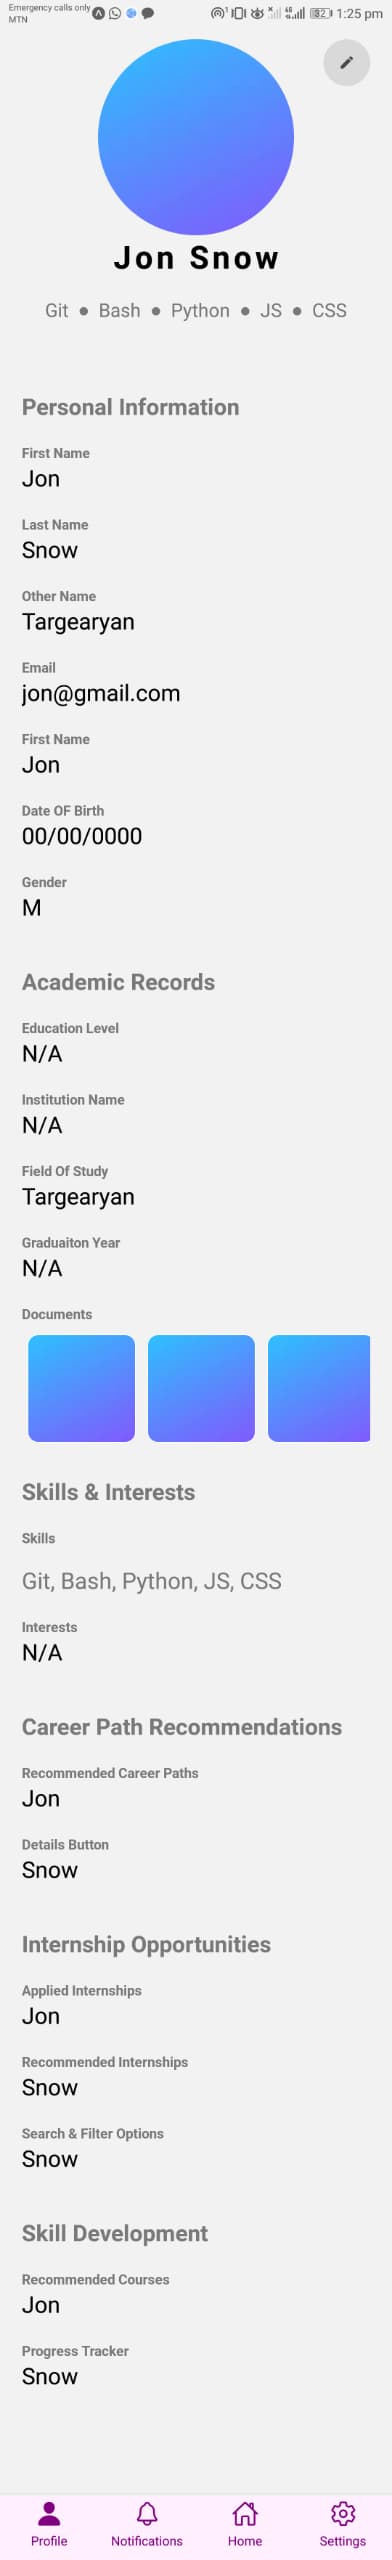 Emergency calls only
MTN
82
1:25 pm
Jon Snow
Git ● Bash ● Python ● JS ● CSS
Personal Information
First Name
Jon
Last Name
Snow
Other Name
Targearyan
Email
jon@gmail.com
First Name
Jon
Date OF Birth
00/00/0000
Gender
M
Academic Records
Education Level
N/A
Institution Name
N/A
Field Of Study
Targearyan
Graduaiton Year
N/A
Documents
Skills & Interests
Skills
Git, Bash, Python, JS, CSS
Interests
N/A
Career Path Recommendations
Recommended Career Paths
Jon
Details Button
Snow
Internship Opportunities
Applied Internships
Jon
Recommended Internships
Snow
Search & Filter Options
Snow
Skill Development
Recommended Courses
Jon
Progress Tracker
Snow
Profile Notifications Home Settings